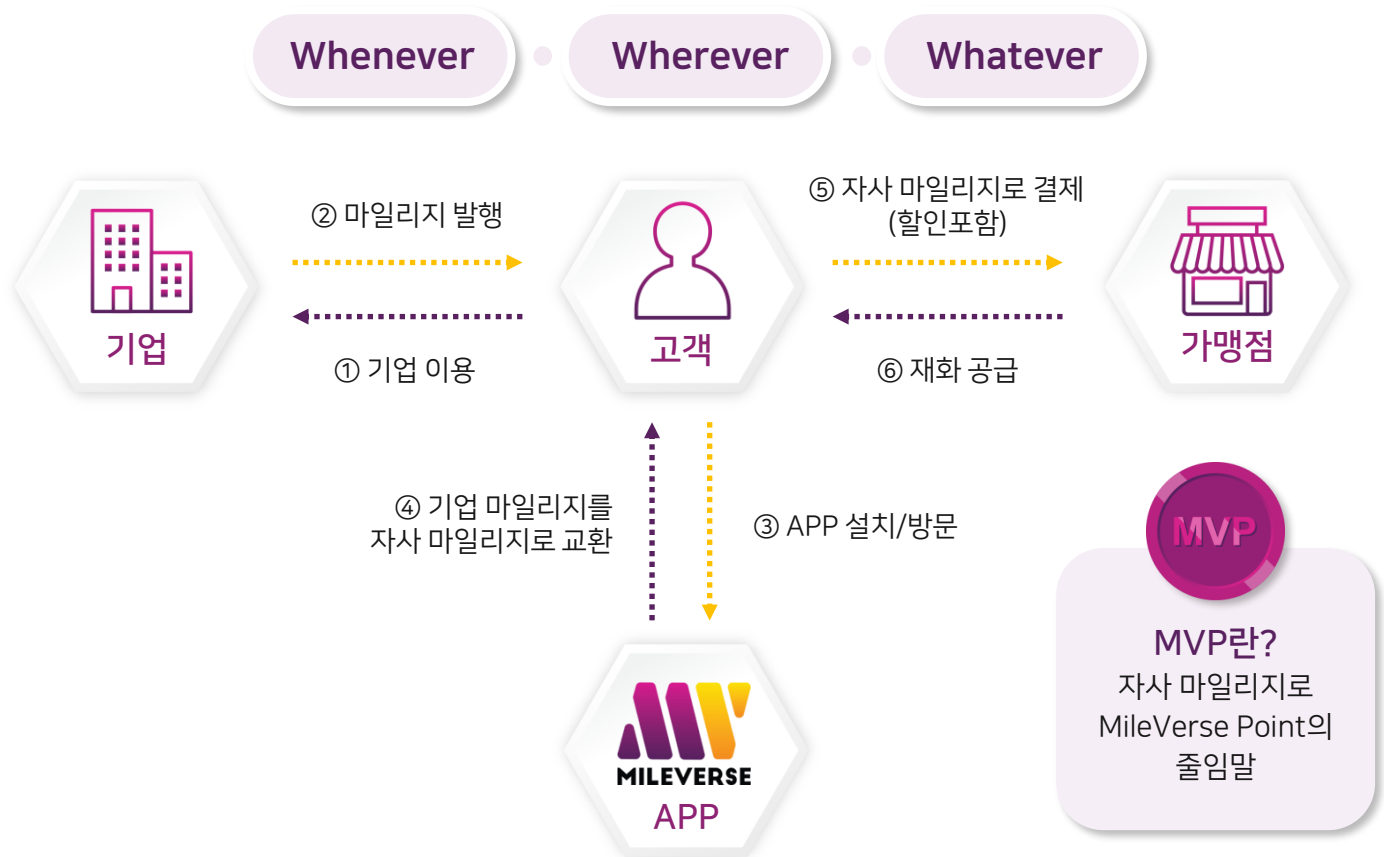 Whenever
Wherever
Whatever
② 마일리지 발행
⑤ 자사 마일리지로 결제
(할인포함)
기업
고객
가맹점
① 기업 이용
⑥ 재화 공급
④ 기업 마일리지를
자사 마일리지로 교환
③ APP 설치/방문
MVP
MVP란?
자사 마일리지로
MileVerse Point의
줄임말
MILEVERSE
APP